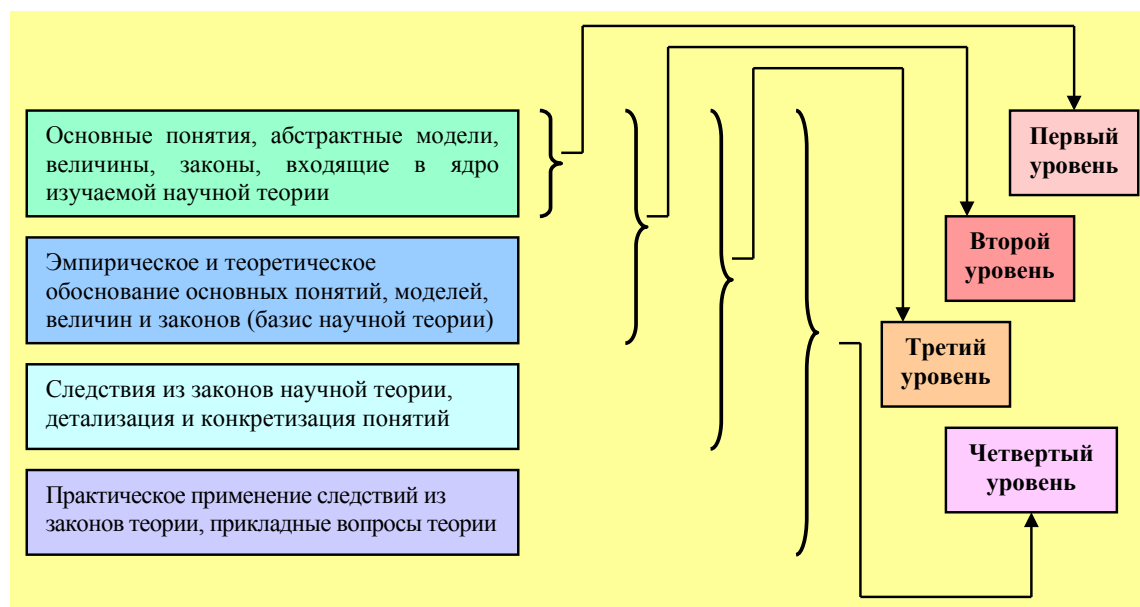 Основные понятия, абстрактные модели,
величины, законы, входящие в ядро
изучаемой научной теории
Эмпирическое и теоретическое
обоснование основных понятий, моделей,
величин и законов (базис научной теории)
Следствия из законов научной теории,
детализация и конкретизация понятий
Практическое применение следствий из
законов теории, прикладные вопросы теории
Первый
уровень
Второй
уровень
Третий
уровень
Четвертый
уровень